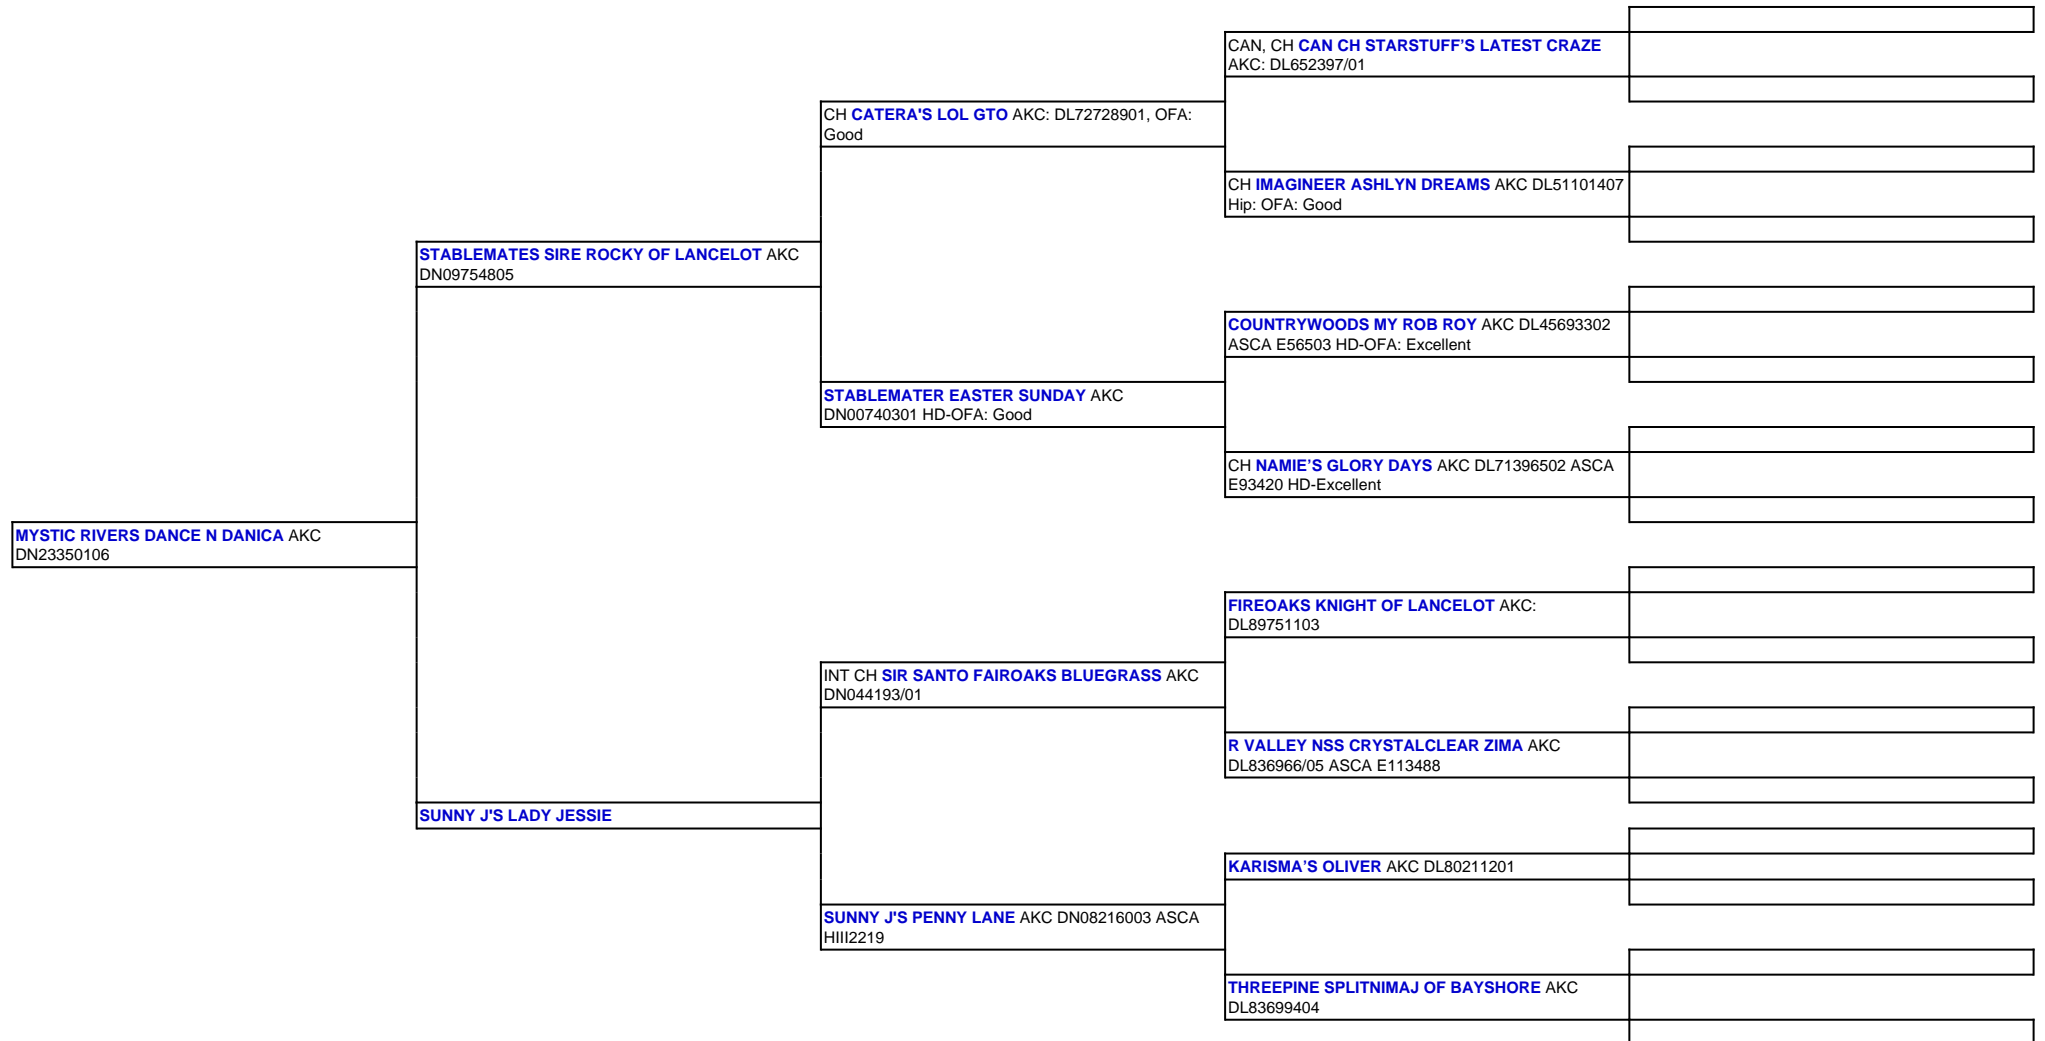 CAN, CH CAN CH STARSTUFF’S LATEST CRAZE
AKC: DL652397/01
CH CATERA'S LOL GTO AKC: DL72728901, OFA:
Good
CH IMAGINEER ASHLYN DREAMS AKC DL51101407
Hip: OFA: Good
STABLEMATES SIRE ROCKY OF LANCELOT AKC
DN09754805
COUNTRYWOODS MY ROB ROY AKC DL45693302
ASCA E56503 HD-OFA: Excellent
STABLEMATER EASTER SUNDAY AKC
DN00740301 HD-OFA: Good
CH NAMIE’S GLORY DAYS AKC DL71396502 ASCA
E93420 HD-Excellent
MYSTIC RIVERS DANCE N DANICA AKC
DN23350106
FIREOAKS KNIGHT OF LANCELOT AKC:
DL89751103
INT CH SIR SANTO FAIROAKS BLUEGRASS AKC
DN044193/01
R VALLEY NSS CRYSTALCLEAR ZIMA AKC
DL836966/05 ASCA E113488
SUNNY J'S LADY JESSIE
KARISMA’S OLIVER AKC DL80211201
SUNNY J'S PENNY LANE AKC DN08216003 ASCA
HIII2219
THREEPINE SPLITNIMAJ OF BAYSHORE AKC
DL83699404